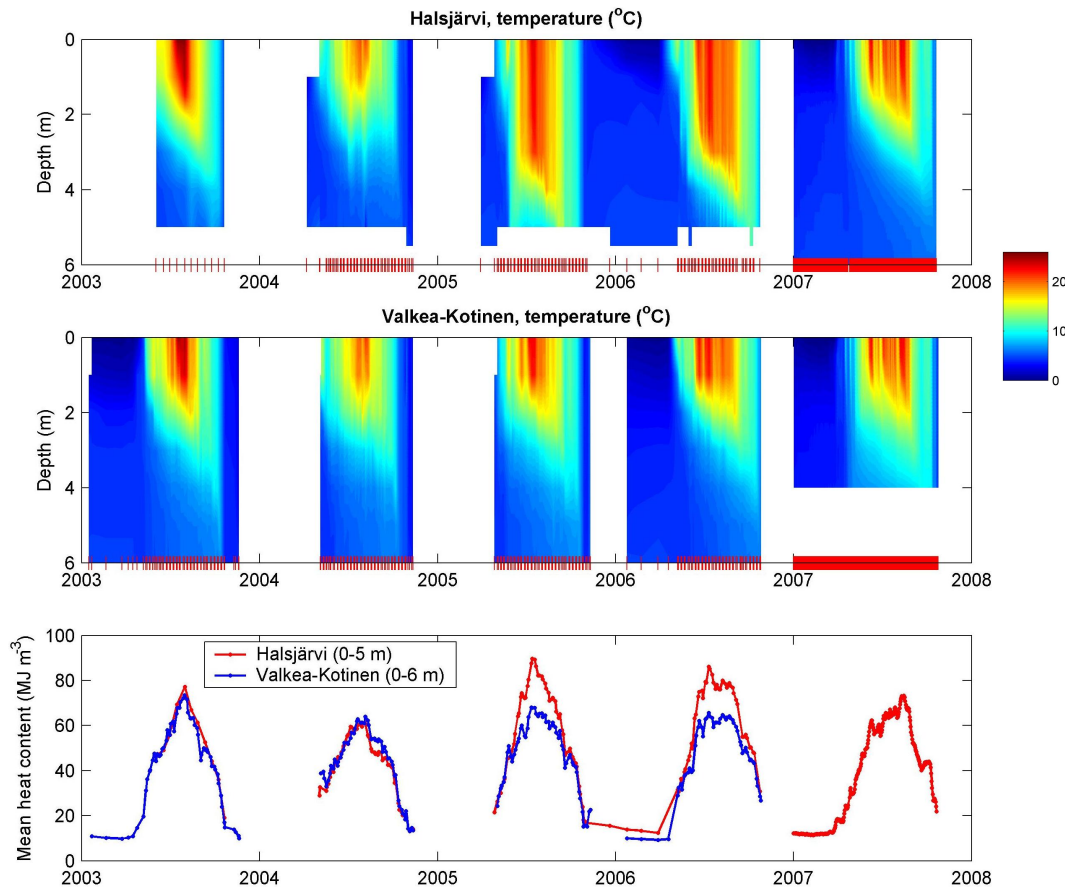 Halsjärvi, temperature (°C)
Depth (m)
0
2
4
6
2003 2004 2005 2006 2007 2008
20
10
0
Valkea-Kotinen, temperature (°C)
Depth (m)
0
2
4
6
2003 2004 2005 2006 2007 2008
Mean heat content (MJ m⁻³)
100
80
60
40
20
0
Halsjärvi (0-5 m)
Valkea-Kotinen (0-6 m)
2003 2004 2005 2006 2007 2008